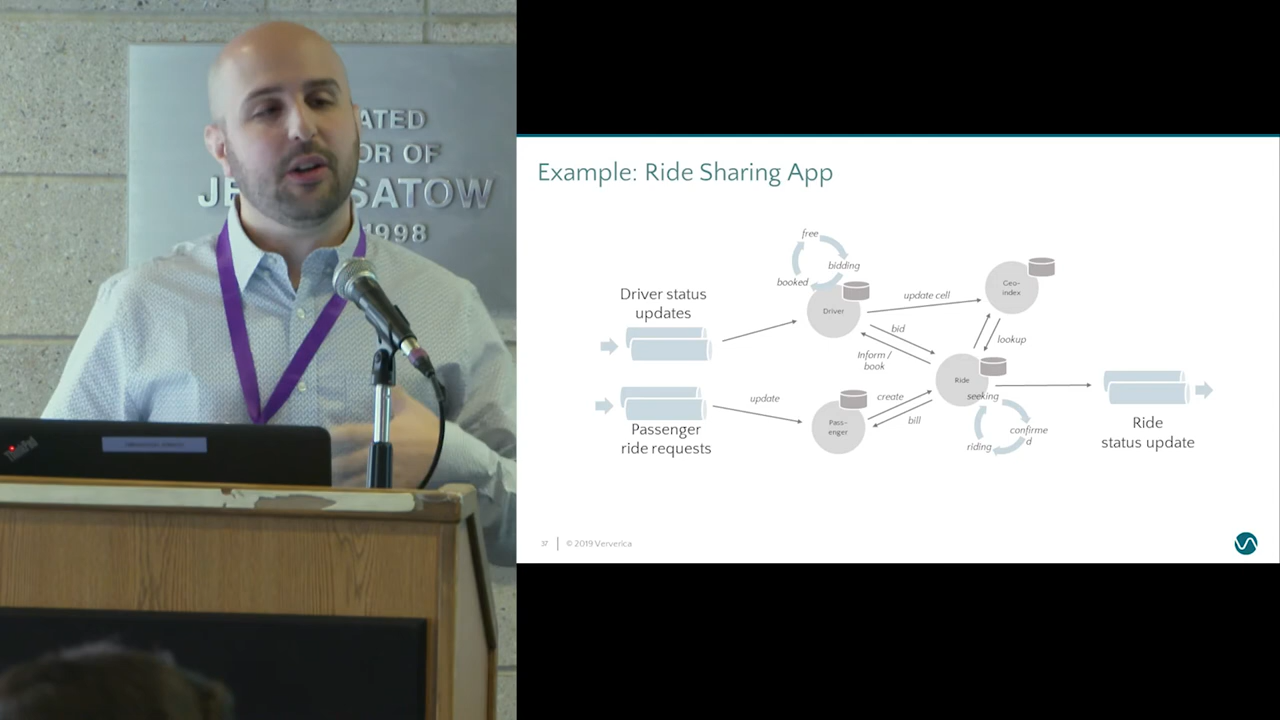 ATED
OR OF
JE SATOW
1998
ThinkPad
Example: Ride Sharing App
free
bidding
booked
Driver status
updates
Driver
update cell
Geo-
index
bid
Inform /
book
lookup
Ride
Passenger
ride requests
update
Pass-
enger
create
bill
seeking
confirme
d
riding
Ride
status update
37
© 2019 Ververica